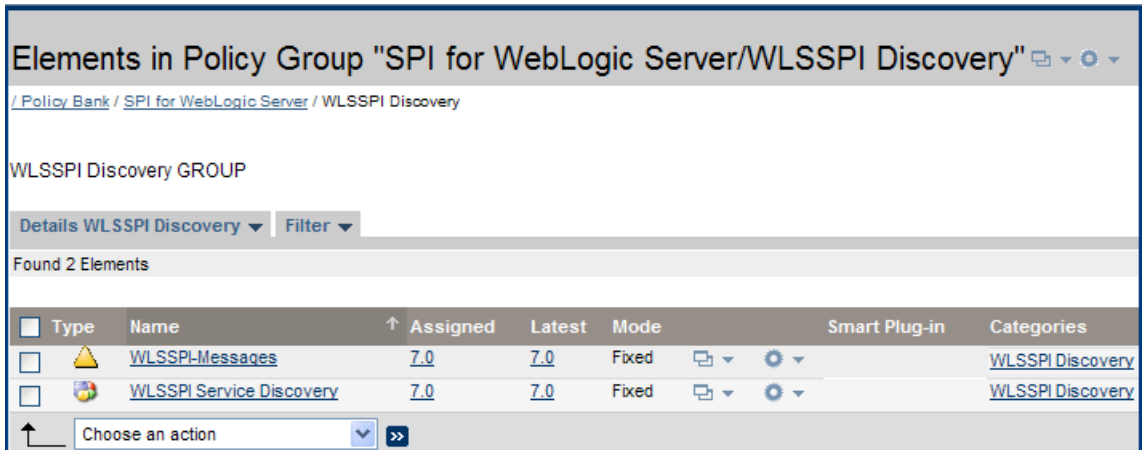 Elements in Policy Group "SPI for WebLogic Server/WLSSPI Discovery"
/ Policy Bank / SPI for WebLogic Server / WLSSPI Discovery
WLSSPI Discovery GROUP
Details WLSSPI Discovery Filter
Found 2 Elements
Type Name Assigned Latest Mode Smart Plug-in Categories
WLSSPI-Messages 7.0 7.0 Fixed WLSSPI Discovery
WLSSPI Service Discovery 7.0 7.0 Fixed WLSSPI Discovery
Choose an action